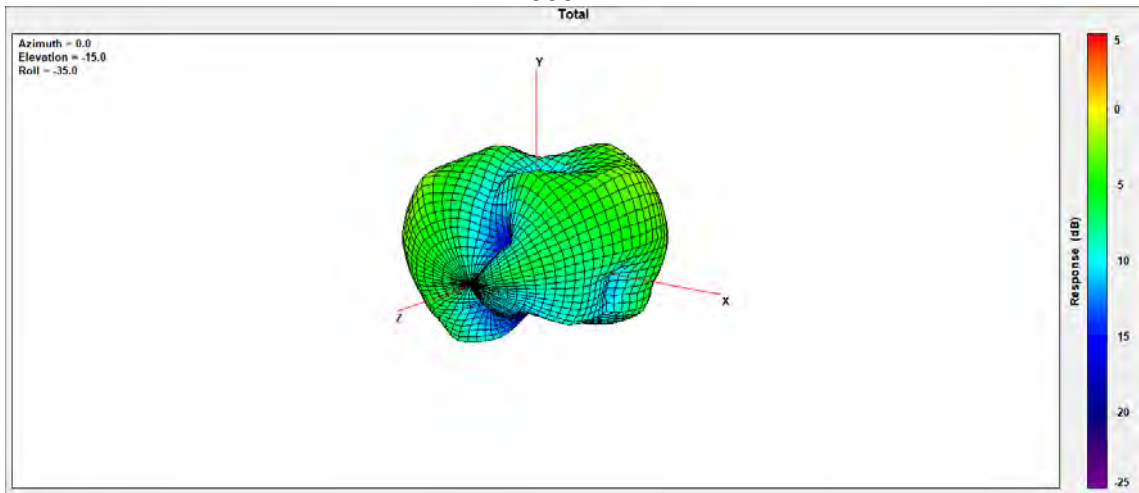 Total
Azimuth = 0.0
Elevation = -15.0
Roll = -35.0
Y
X
Z
5
0
-5
10
-15
-20
-25
Response (dB)